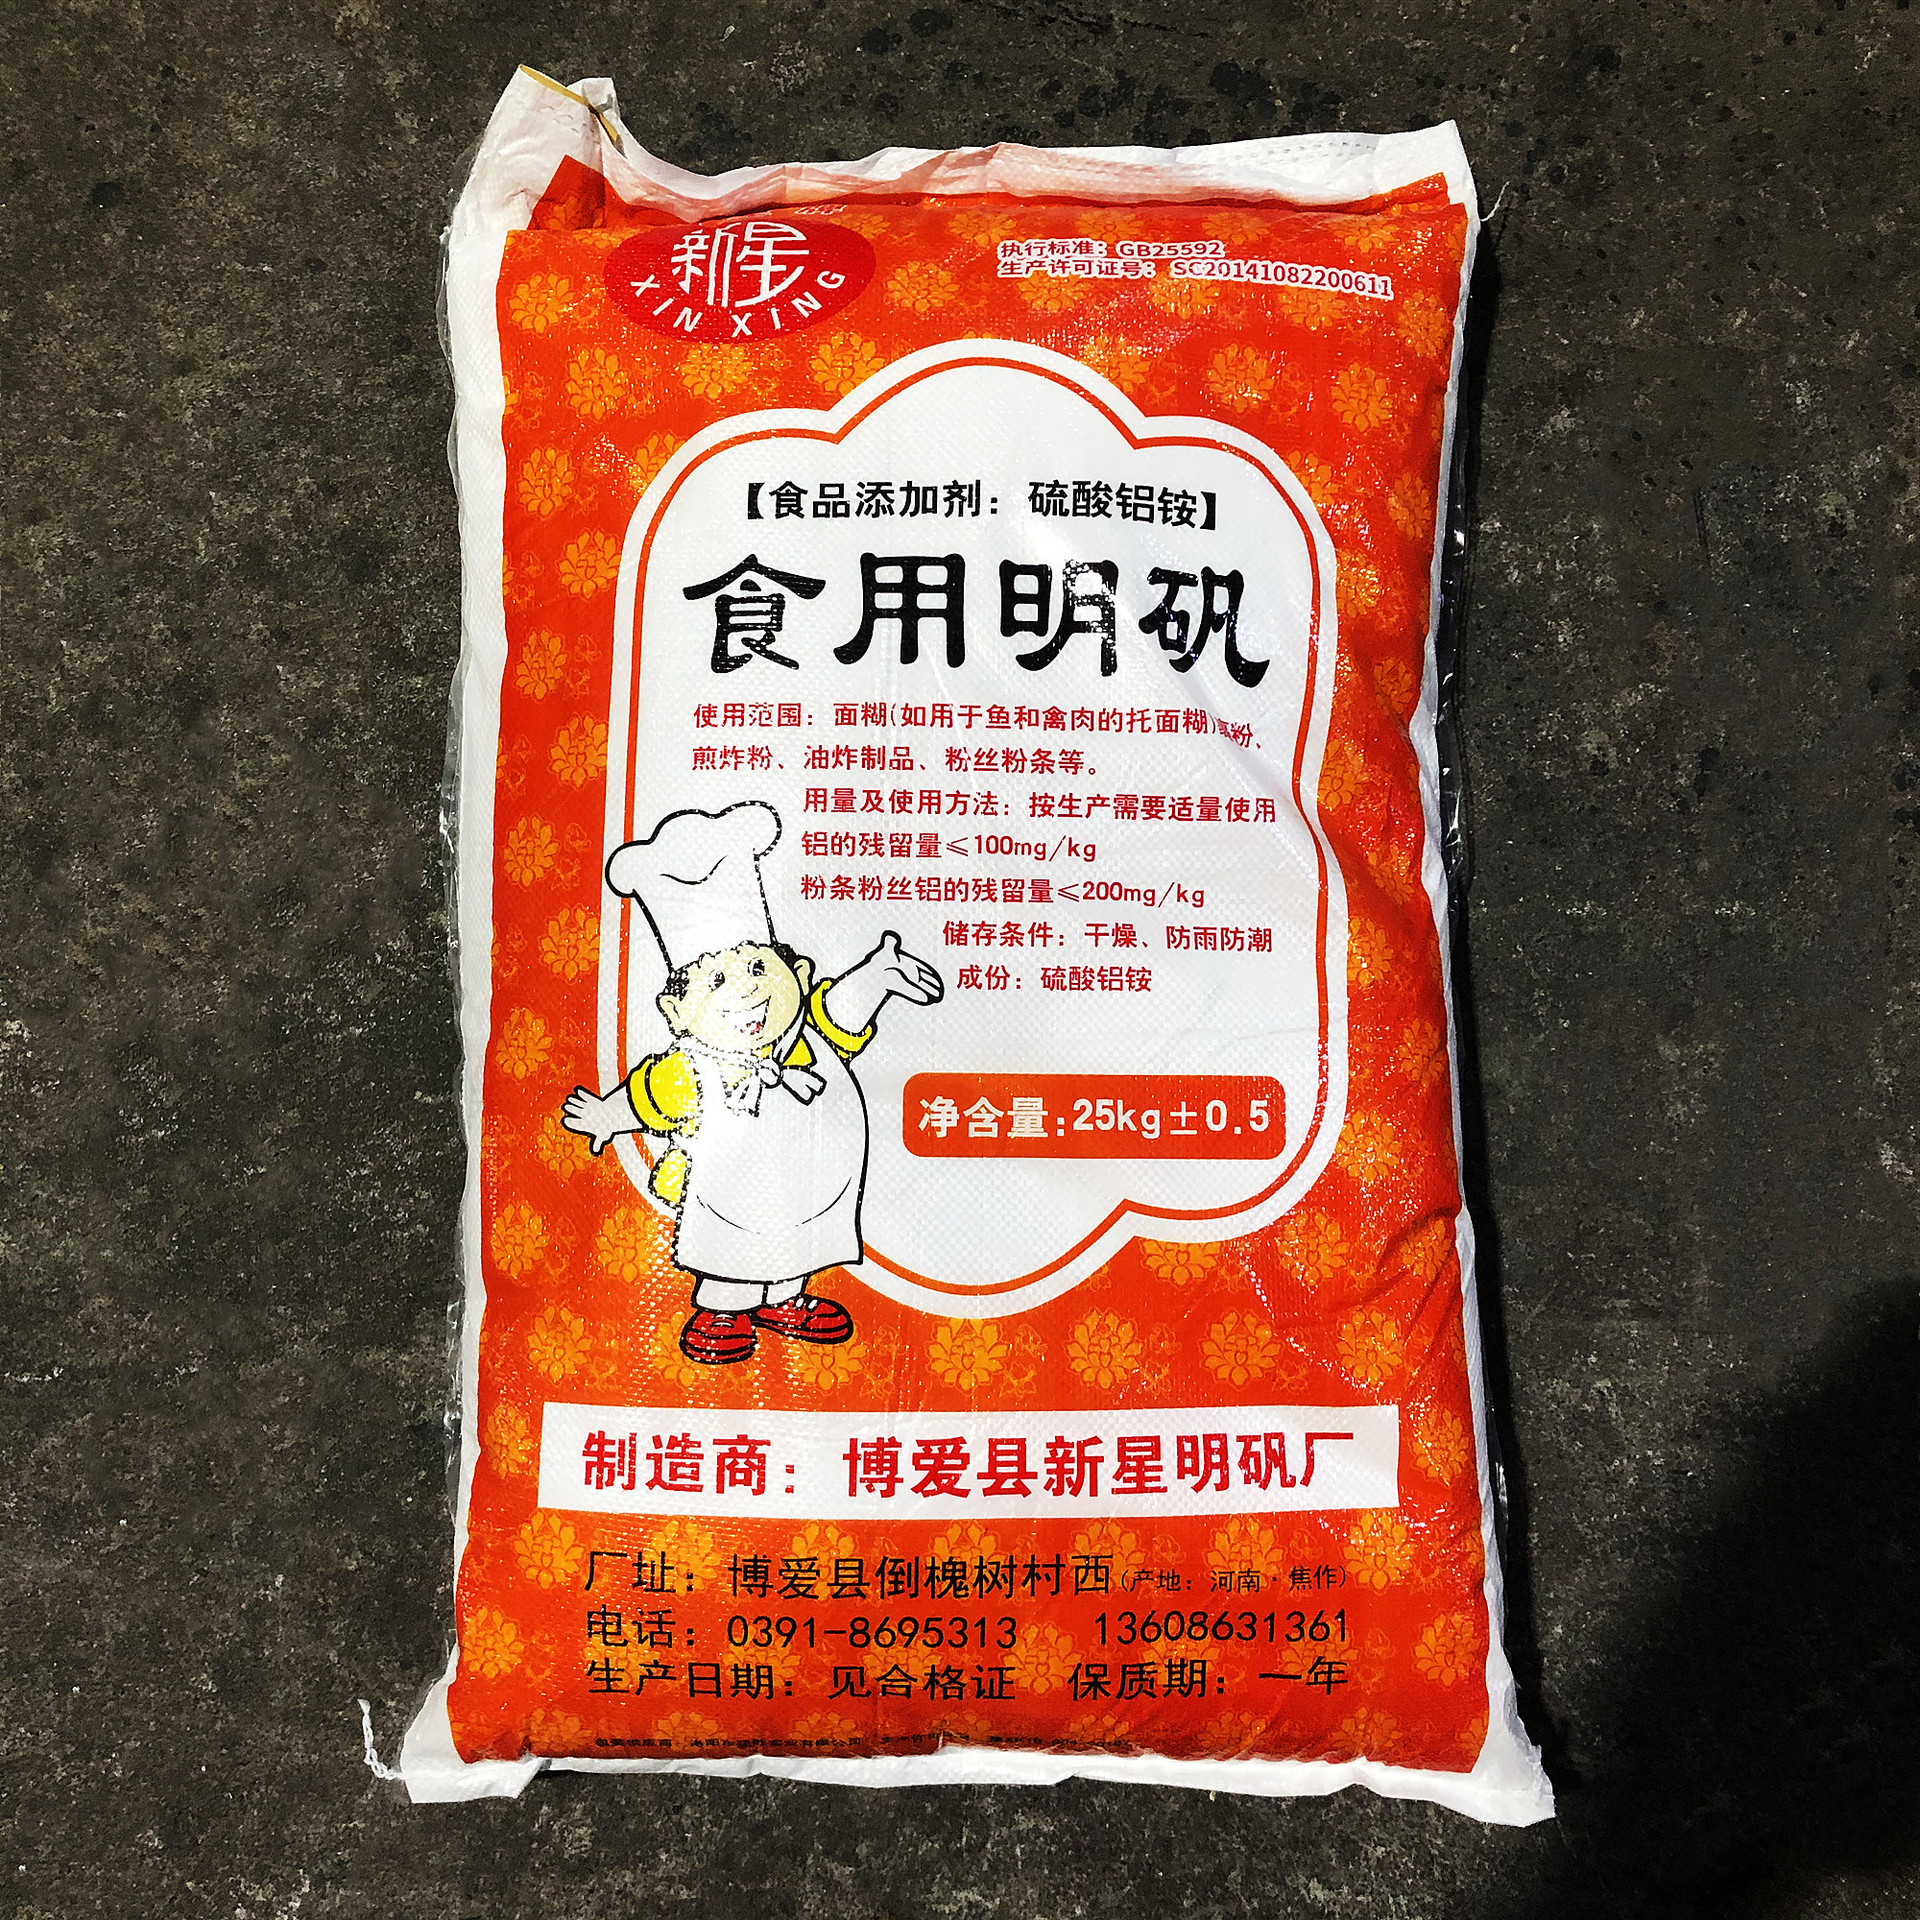 新星
XIN XING
执行标准：GB25592
生产许可证号：SC20141082200611
【食品添加剂：硫酸铝铵】
食用明矾
使用范围：面糊(如用于鱼和禽肉的托面糊)裹粉、
煎炸粉、油炸制品、粉丝粉条等。
用量及使用方法：按生产需要适量使用
铝的残留量≤100mg/kg
粉条粉丝铝的残留量≤200mg/kg
储存条件：干燥、防雨防潮
成份：硫酸铝铵
净含量:25kg±0.5
制造商：博爱县新星明矾厂
厂址：博爱县倒槐树村西(产地：河南·焦作)
电话：0391-8695313 13608631361
生产日期：见合格证 保质期：一年